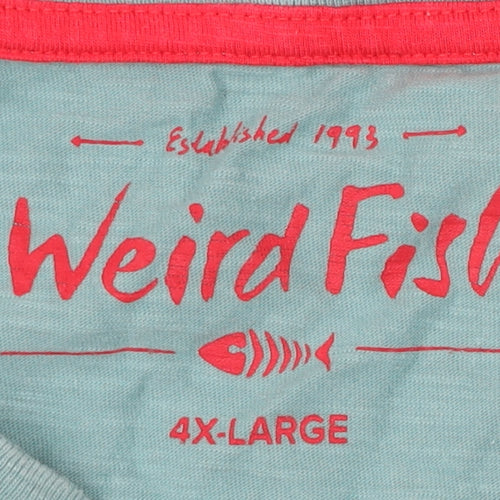 Established 1993
Weird Fish
4X-LARGE